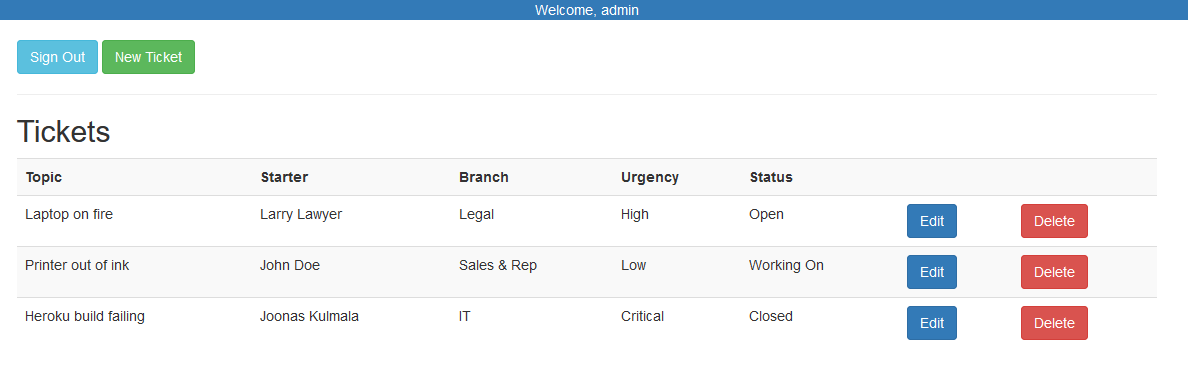 Welcome, admin
Sign Out New Ticket
Tickets
Topic Starter Branch Urgency Status
Laptop on fire Larry Lawyer Legal High Open Edit Delete
Printer out of ink John Doe Sales & Rep Low Working On Edit Delete
Heroku build failing Joonas Kulmala IT Critical Closed Edit Delete